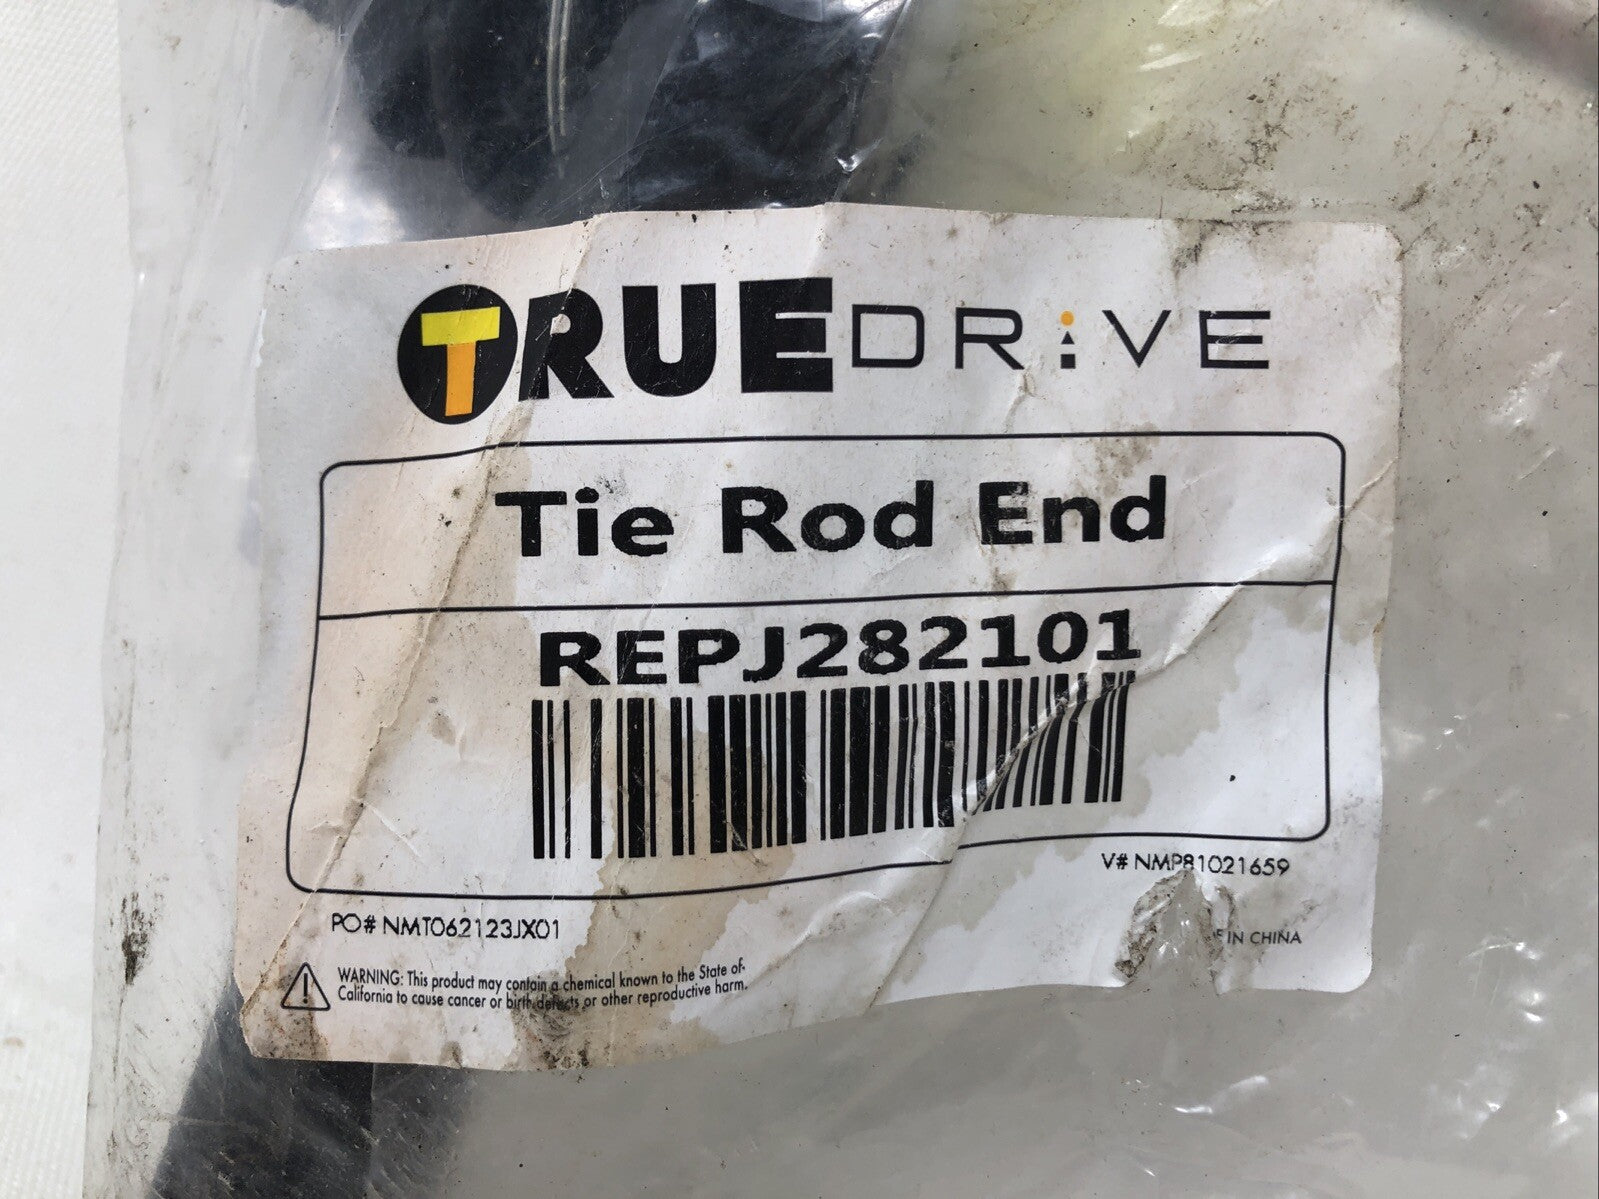 TRUEDRiVE
Tie Rod End
REPJ282101
V# NMP81021659
PO# NMT062123JX01
IN CHINA
WARNING: This product may contain a chemical known to the State of
California to cause cancer or birth defects or other reproductive harm.